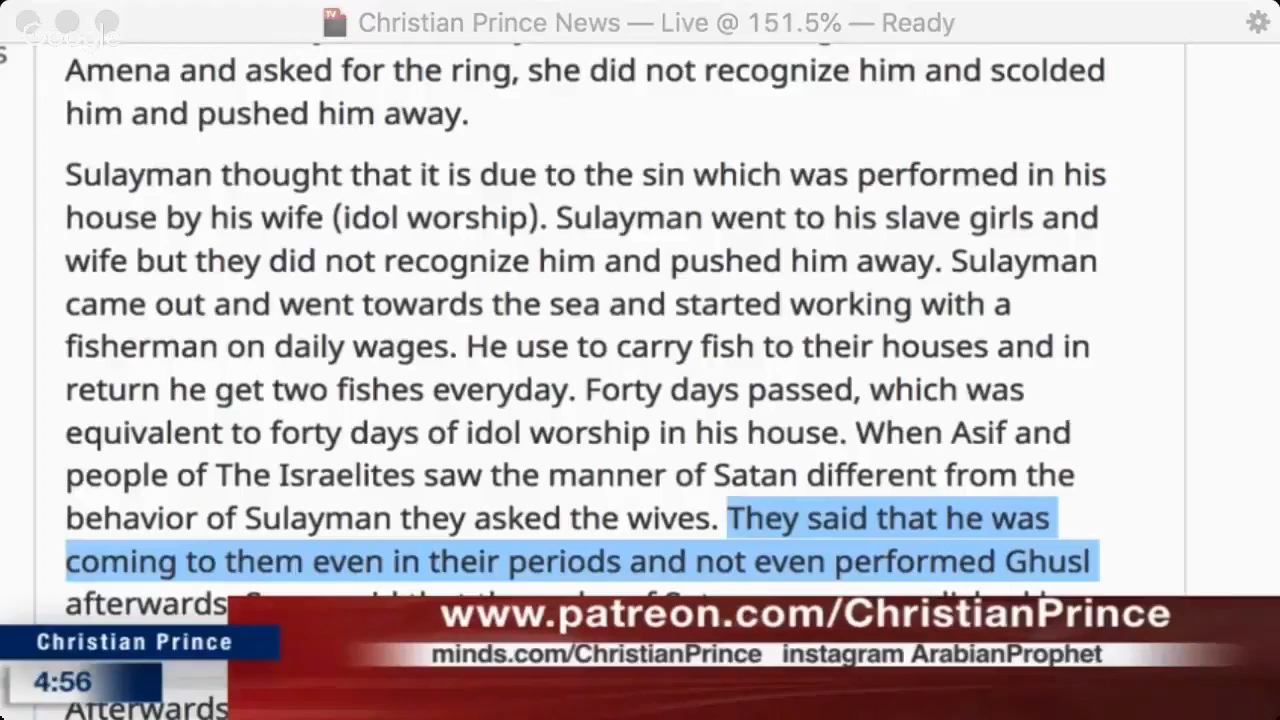 Christian Prince News — Live @ 151.5% — Ready
Google
s
Amena and asked for the ring, she did not recognize him and scolded
him and pushed him away.
Sulayman thought that it is due to the sin which was performed in his
house by his wife (idol worship). Sulayman went to his slave girls and
wife but they did not recognize him and pushed him away. Sulayman
came out and went towards the sea and started working with a
fisherman on daily wages. He use to carry fish to their houses and in
return he get two fishes everyday. Forty days passed, which was
equivalent to forty days of idol worship in his house. When Asif and
people of The Israelites saw the manner of Satan different from the
behavior of Sulayman they asked the wives. They said that he was
coming to them even in their periods and not even performed Ghusl
afterwards.
www.patreon.com/ChristianPrince
Christian Prince
minds.com/ChristianPrince instagram ArabianProphet
4:56
Afterwards